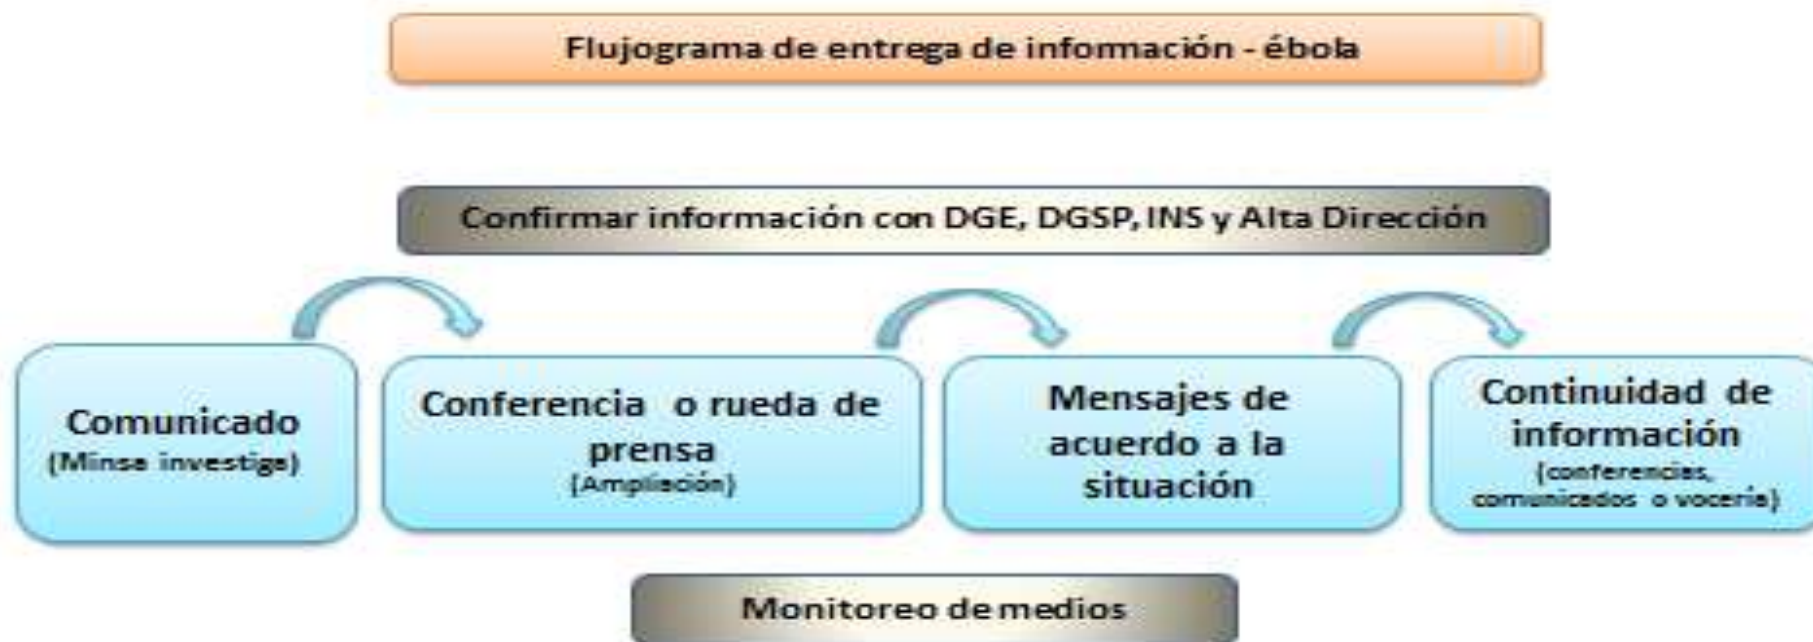 Flujograma de entrega de información - ébola
Confirmar información con DGE, DGSP, INS y Alta Dirección
Comunicado
(Minsa investiga)
Conferencia o rueda de
prensa
(Ampliación)
Mensajes de
acuerdo a la
situación
Continuidad de
información
(conferencias,
comunicados o vocería)
Monitoreo de medios